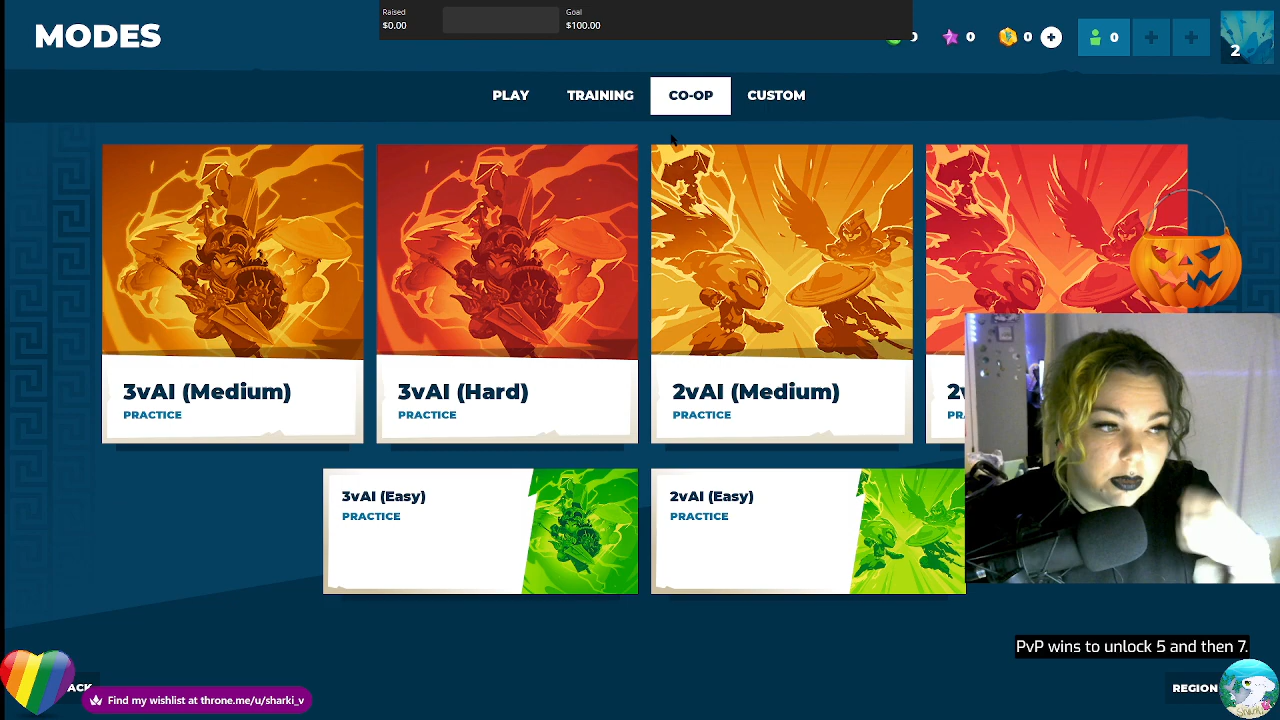 MODES
Raised
$0.00
Goal
$100.00
0
0
0
2
PLAY
TRAINING
CO-OP
CUSTOM
3vAI (Medium)
PRACTICE
3vAI (Hard)
PRACTICE
2vAI (Medium)
PRACTICE
3vAI (Easy)
PRACTICE
2vAI (Easy)
PRACTICE
PvP wins to unlock 5 and then 7.
REGION
Find my wishlist at throne.me/u/sharki_v